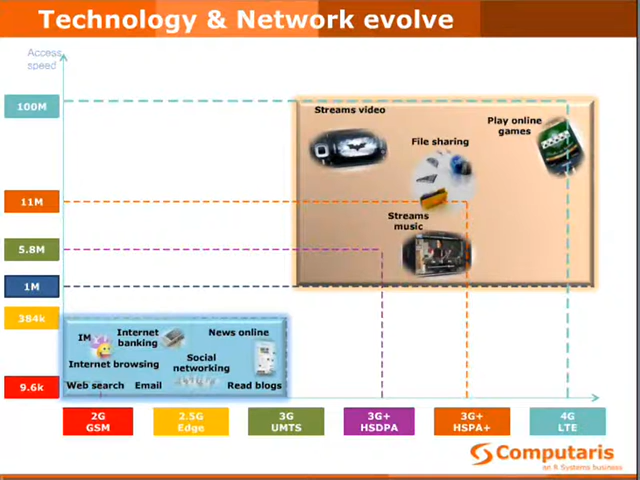 Technology & Network evolve
Access
speed
100M
Streams video
Play online
games
File sharing
11M
Streams
music
5.8M
1M
384k
IM
Internet
banking
News online
Internet browsing
Social
networking
9.6k
Web search
Email
Read blogs
2G
GSM
2.5G
Edge
3G
UMTS
3G+
HSDPA
3G+
HSPA+
4G
LTE
Computaris
an R Systems business